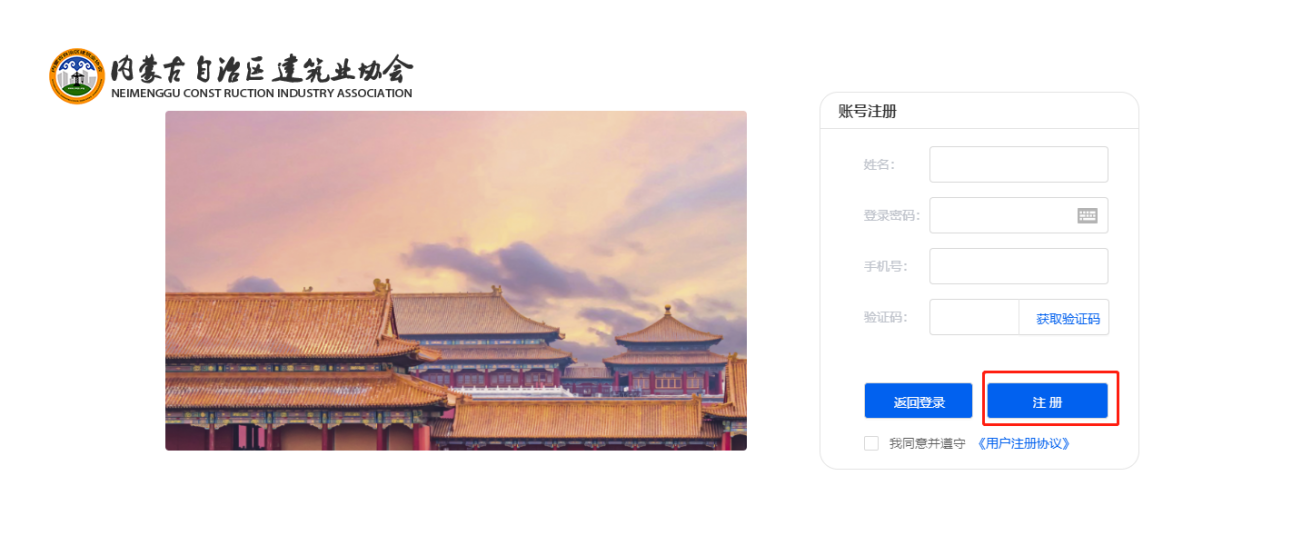 内蒙古自治区建筑业协会
NEIMENGGU CONST RUCTION INDUSTRY ASSOCIATION
账号注册
姓名:
登录密码:
手机号:
验证码:
获取验证码
返回登录
注 册
我同意并遵守 《用户注册协议》